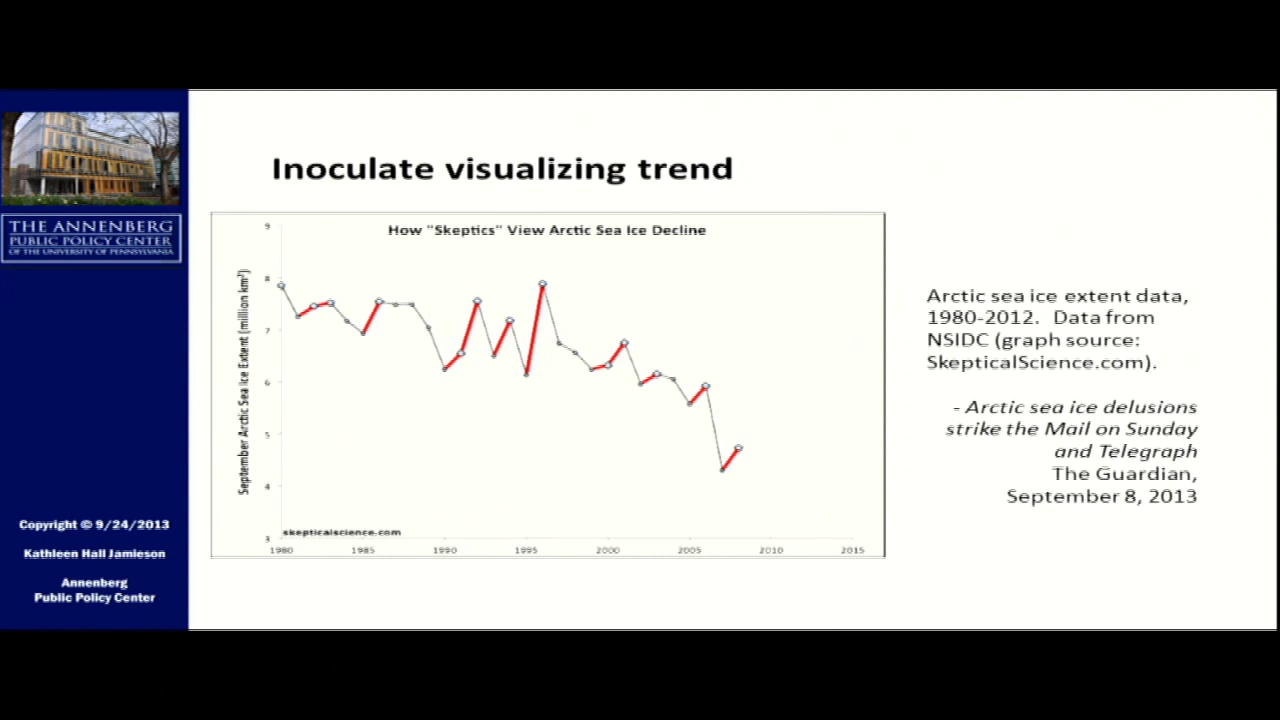 Inoculate visualizing trend
THE ANNENBERG
PUBLIC POLICY CENTER
OF THE UNIVERSITY OF PENNSYLVANIA
How "Skeptics" View Arctic Sea Ice Decline
September Arctic Sea Ice Extent (million km²)
9
8
7
6
5
4
3
skepticalscience.com
1980 1985 1990 1995 2000 2005 2010 2015
Arctic sea ice extent data,
1980-2012. Data from
NSIDC (graph source:
SkepticalScience.com).
- Arctic sea ice delusions
strike the Mail on Sunday
and Telegraph
The Guardian,
September 8, 2013
Copyright © 9/24/2013
Kathleen Hall Jamieson
Annenberg
Public Policy Center